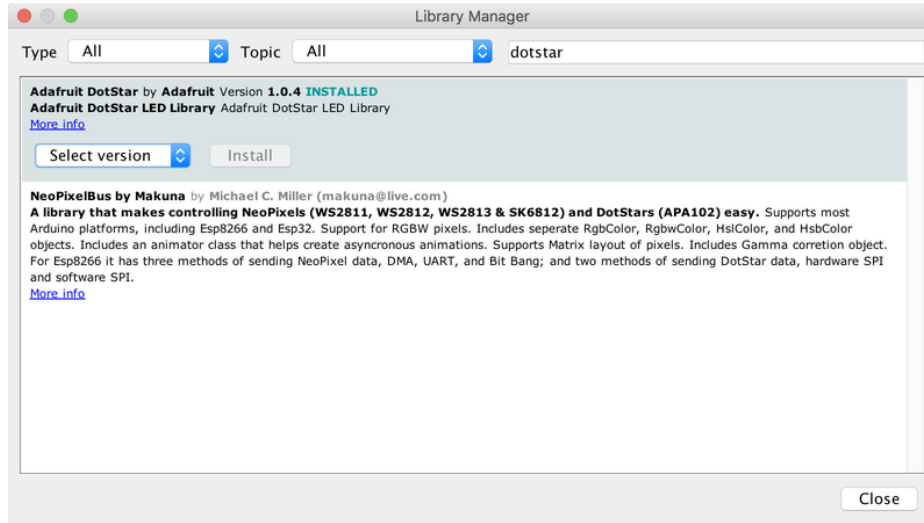 Library Manager
Type All Topic All dotstar
Adafruit DotStar by Adafruit Version 1.0.4 INSTALLED
Adafruit DotStar LED Library Adafruit DotStar LED Library
More info
Select version Install
NeoPixelBus by Makuna by Michael C. Miller (makuna@live.com)
A library that makes controlling NeoPixels (WS2811, WS2812, WS2813 & SK6812) and DotStars (APA102) easy. Supports most
Arduino platforms, including Esp8266 and Esp32. Support for RGBW pixels. Includes seperate RgbColor, RgbwColor, HslColor, and HsbColor
objects. Includes an animator class that helps create asyncronous animations. Supports Matrix layout of pixels. Includes Gamma corretion object.
For Esp8266 it has three methods of sending NeoPixel data, DMA, UART, and Bit Bang; and two methods of sending DotStar data, hardware SPI
and software SPI.
More info
Close